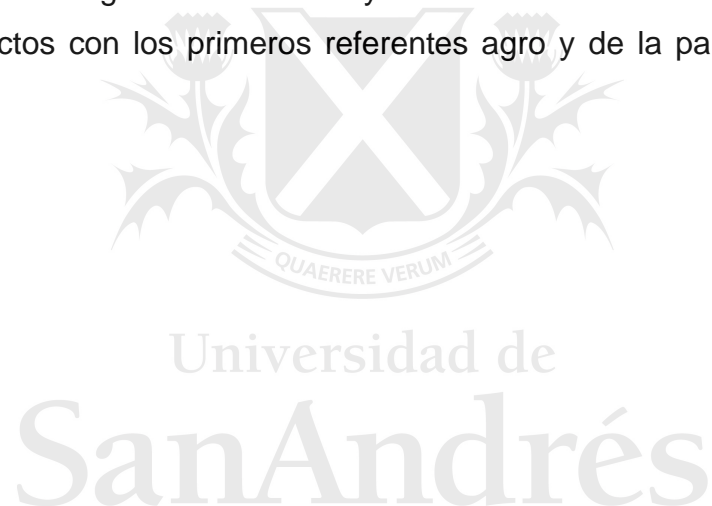 ctos con los primeros referentes agro y de la pa
QUAERERE VERUM
Universidad de
SanAndrés